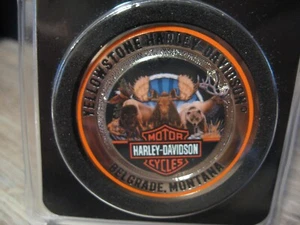 YELLOWSTONE HARLEY-DAVIDSON
MOTOR
HARLEY-DAVIDSON
CYCLES
BELGRADE, MONTANA